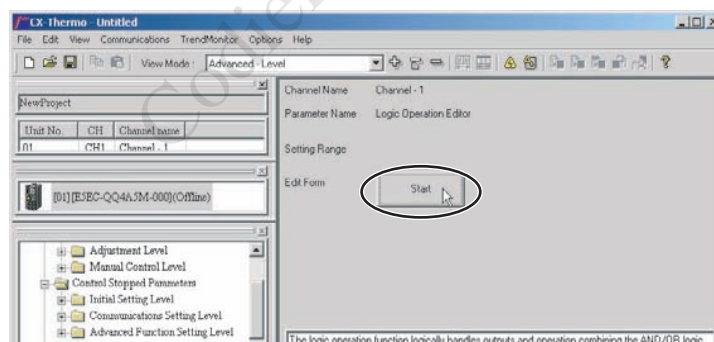 CX-Thermo - Untitled
File Edit View Communications TrendMonitor Options Help
View Mode : Advanced - Level
NewProject
Unit No. CH Channel name
01 CH1 Channel - 1
[01][E5EC-QQ4A5M-000](Offline)
Adjustment Level
Manual Control Level
Control Stopped Parameters
Initial Setting Level
Communications Setting Level
Advanced Function Setting Level
Channel Name Channel - 1
Parameter Name Logic Operation Editor
Setting Range
Edit Form Start
The logic operation function logically handles outputs and operation combining the AND/OR logic